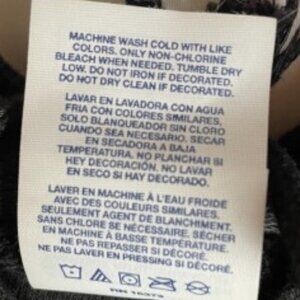 MACHINE WASH COLD WITH LIKE
COLORS. ONLY NON-CHLORINE
BLEACH WHEN NEEDED. TUMBLE DRY
LOW. DO NOT IRON IF DECORATED.
DO NOT DRY CLEAN IF DECORATED.
LAVAR EN LAVADORA CON AGUA
FRIA CON COLORES SIMILARES,
SOLO BLANQUEADOR SIN CLORO
CUANDO SEA NECESARIO. SECAR
EN SECADORA A BAJA
TEMPERATURA. NO PLANCHAR SI
HEY DECORACIÓN. NO LAVAR
EN SECO SI HAY DECORADO.
LAVER EN MACHINE À L'EAU FROIDE
AVEC DES COULEURS SIMILAIRES.
SEULEMENT AGENT DE BLANCHIMENT.
SANS CHLORE SE NÉCESSAIRE. SÉCHER
EN MACHINE À BASSE TEMPÉRATURE.
NE PAS REPASSER SI DÉCORÉ.
NE PAS LAVER EN PRESSING SI DÉCORÉ.
RN